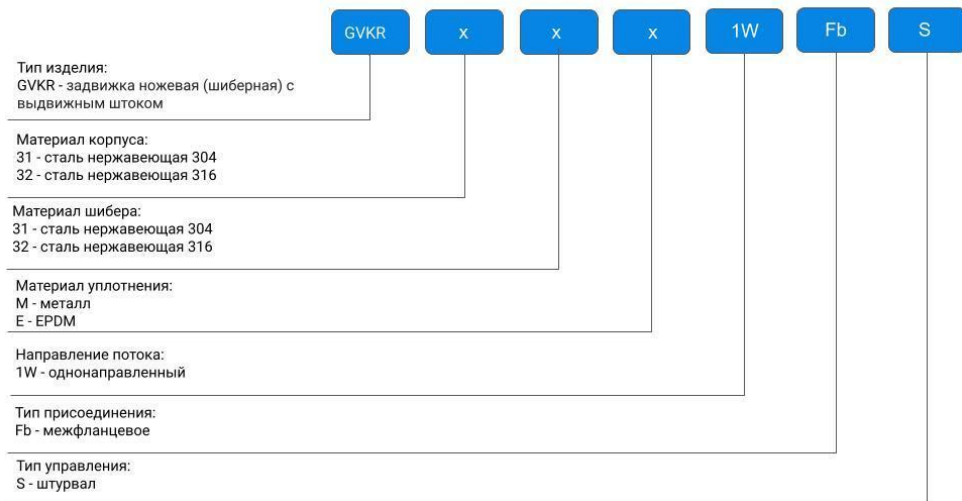 GVKR x x x 1W Fb S
Тип изделия:
GVKR - задвижка ножевая (шиберная) с
выдвижным штоком
Материал корпуса:
31 - сталь нержавеющая 304
32 - сталь нержавеющая 316
Материал шибера:
31 - сталь нержавеющая 304
32 - сталь нержавеющая 316
Материал уплотнения:
М - металл
Е - EPDM
Направление потока:
1W - однонаправленный
Тип присоединения:
Fb - межфланцевое
Тип управления:
S - штурвал